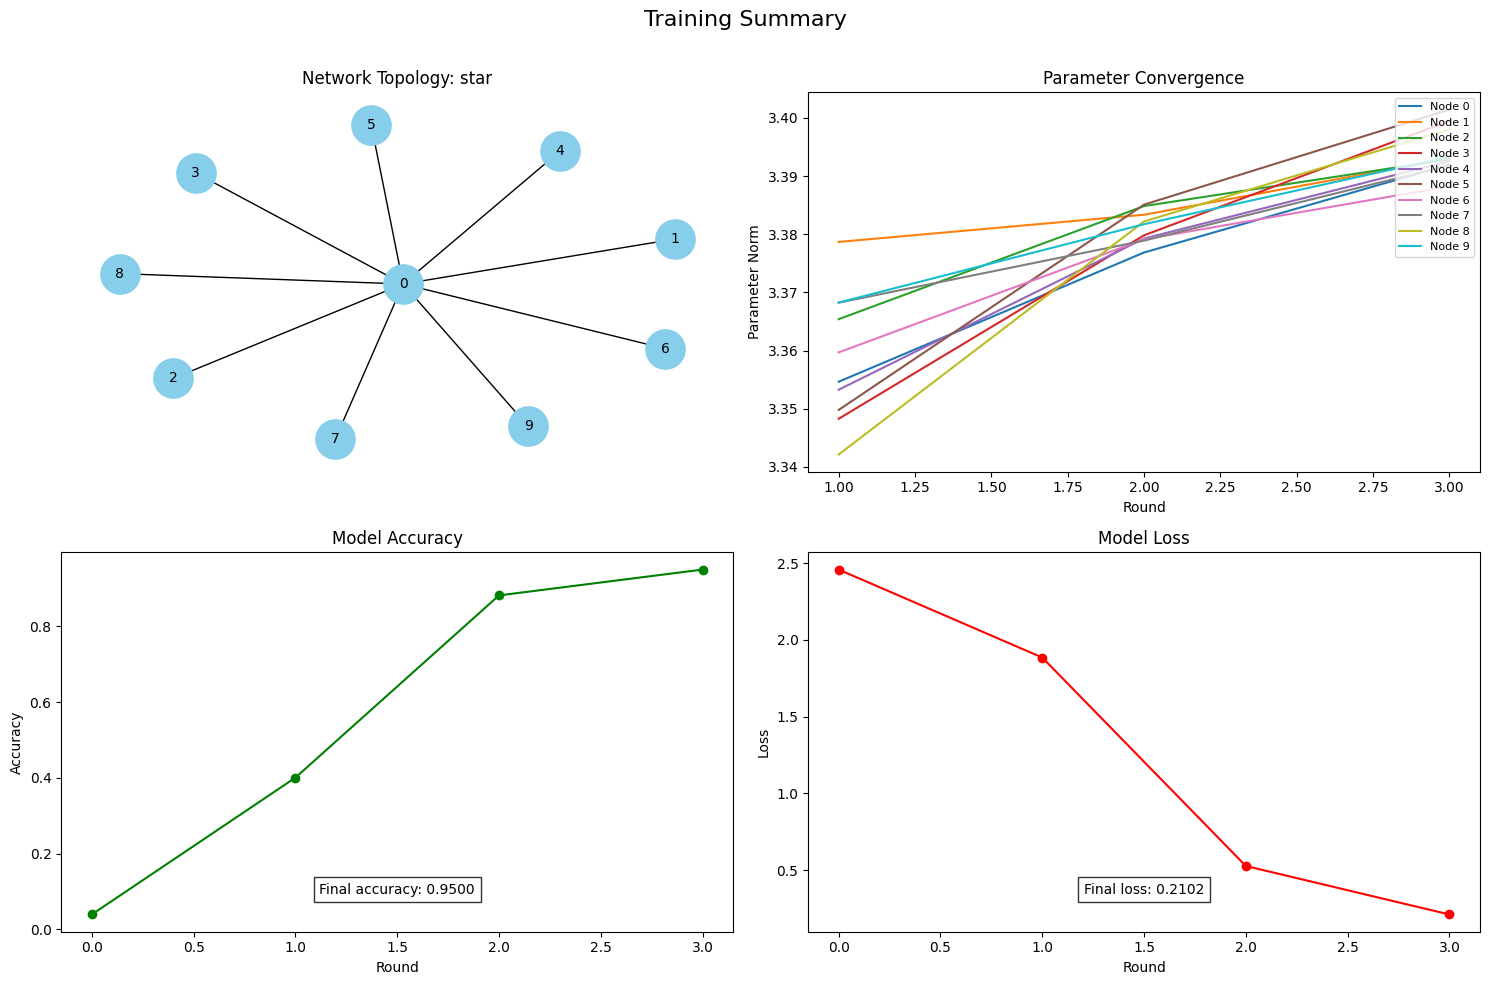 Training Summary
Network Topology: star
5
4
3
1
8
0
6
2
9
7
Parameter Convergence
Parameter Norm
3.40
3.39
3.38
3.37
3.36
3.35
3.34
Node 0
Node 1
Node 2
Node 3
Node 4
Node 5
Node 6
Node 7
Node 8
Node 9
1.00 1.25 1.50 1.75 2.00 2.25 2.50 2.75 3.00
Round
Model Accuracy
Accuracy
0.8
0.6
0.4
0.2
0.0
Final accuracy: 0.9500
0.0 0.5 1.0 1.5 2.0 2.5 3.0
Round
Model Loss
Loss
2.5
2.0
1.5
1.0
0.5
Final loss: 0.2102
0.0 0.5 1.0 1.5 2.0 2.5 3.0
Round